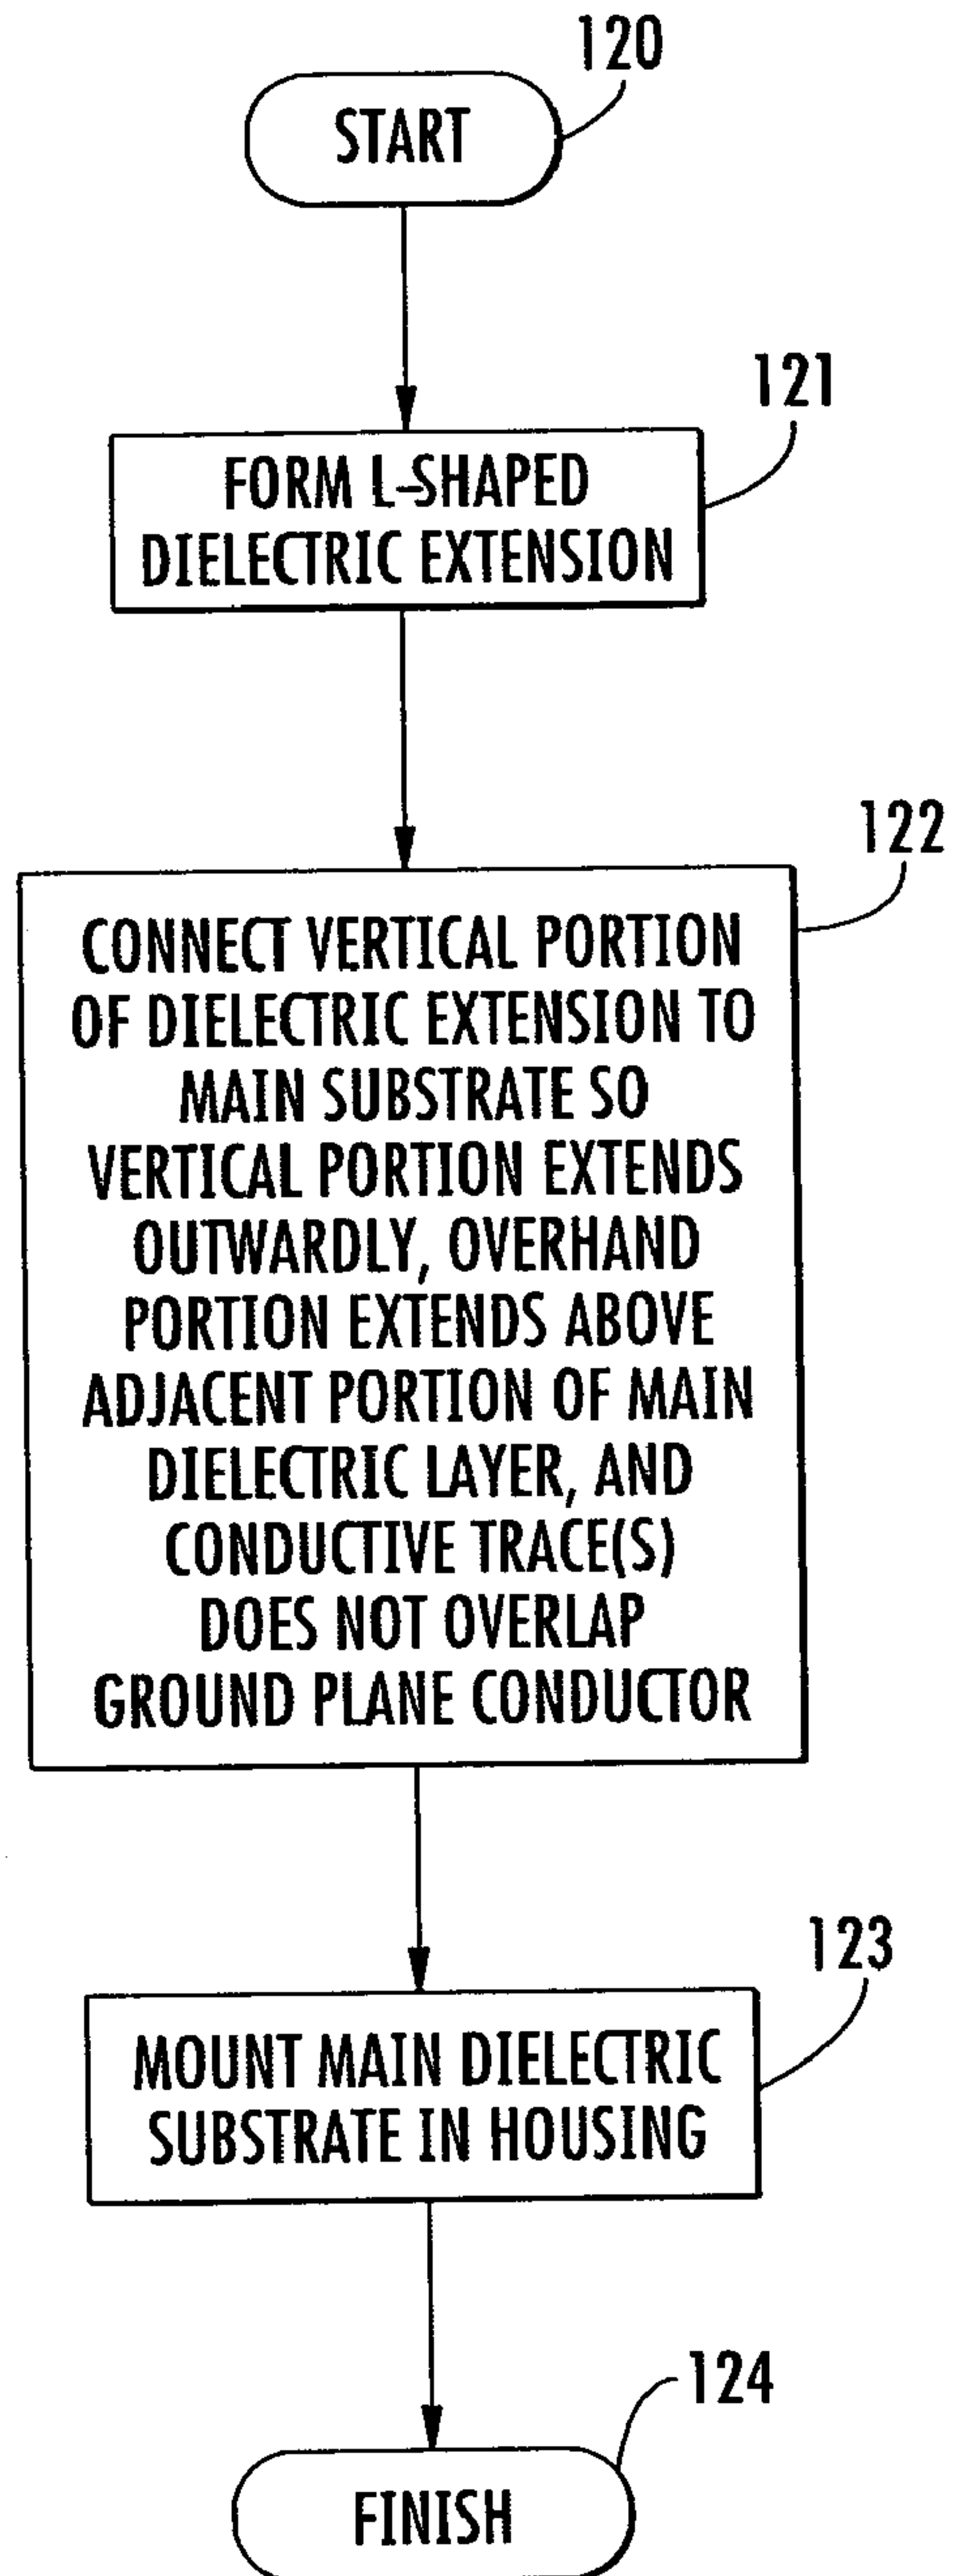 120
START
121
FORM L-SHAPED
DIELECTRIC EXTENSION
122
CONNECT VERTICAL PORTION
OF DIELECTRIC EXTENSION TO
MAIN SUBSTRATE SO
VERTICAL PORTION EXTENDS
OUTWARDLY, OVERHAND
PORTION EXTENDS ABOVE
ADJACENT PORTION OF MAIN
DIELECTRIC LAYER, AND
CONDUCTIVE TRACE(S)
DOES NOT OVERLAP
GROUND PLANE CONDUCTOR
123
MOUNT MAIN DIELECTRIC
SUBSTRATE IN HOUSING
124
FINISH